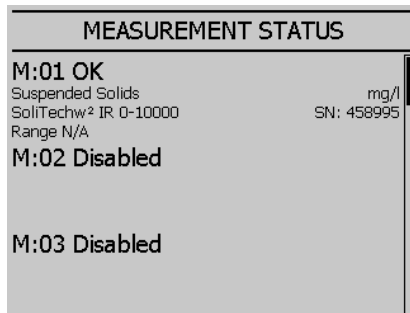 MEASUREMENT STATUS
M:01 OK
Suspended Solids mg/l
SoliTechw² IR 0-10000 SN: 458995
Range N/A
M:02 Disabled
M:03 Disabled